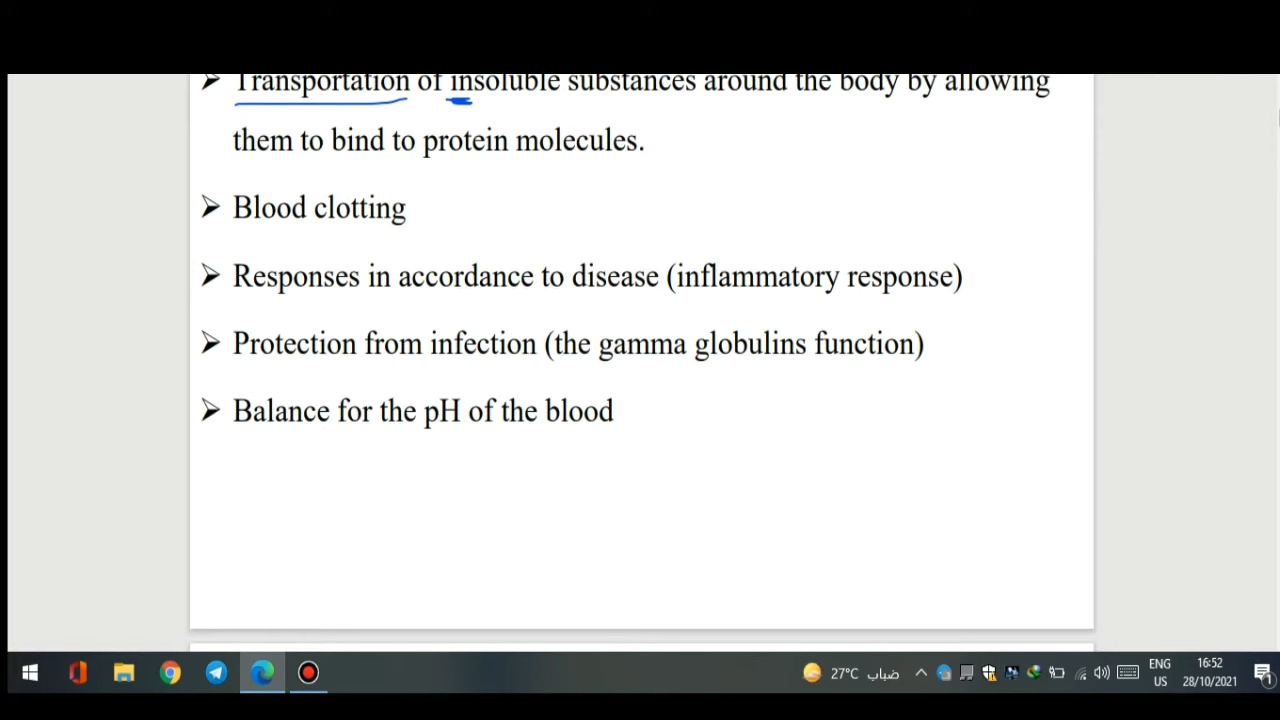 ➢ Transportation of insoluble substances around the body by allowing
them to bind to protein molecules.
➢ Blood clotting
➢ Responses in accordance to disease (inflammatory response)
➢ Protection from infection (the gamma globulins function)
➢ Balance for the pH of the blood
27°C ضباب
ENG
US
16:52
28/10/2021
1